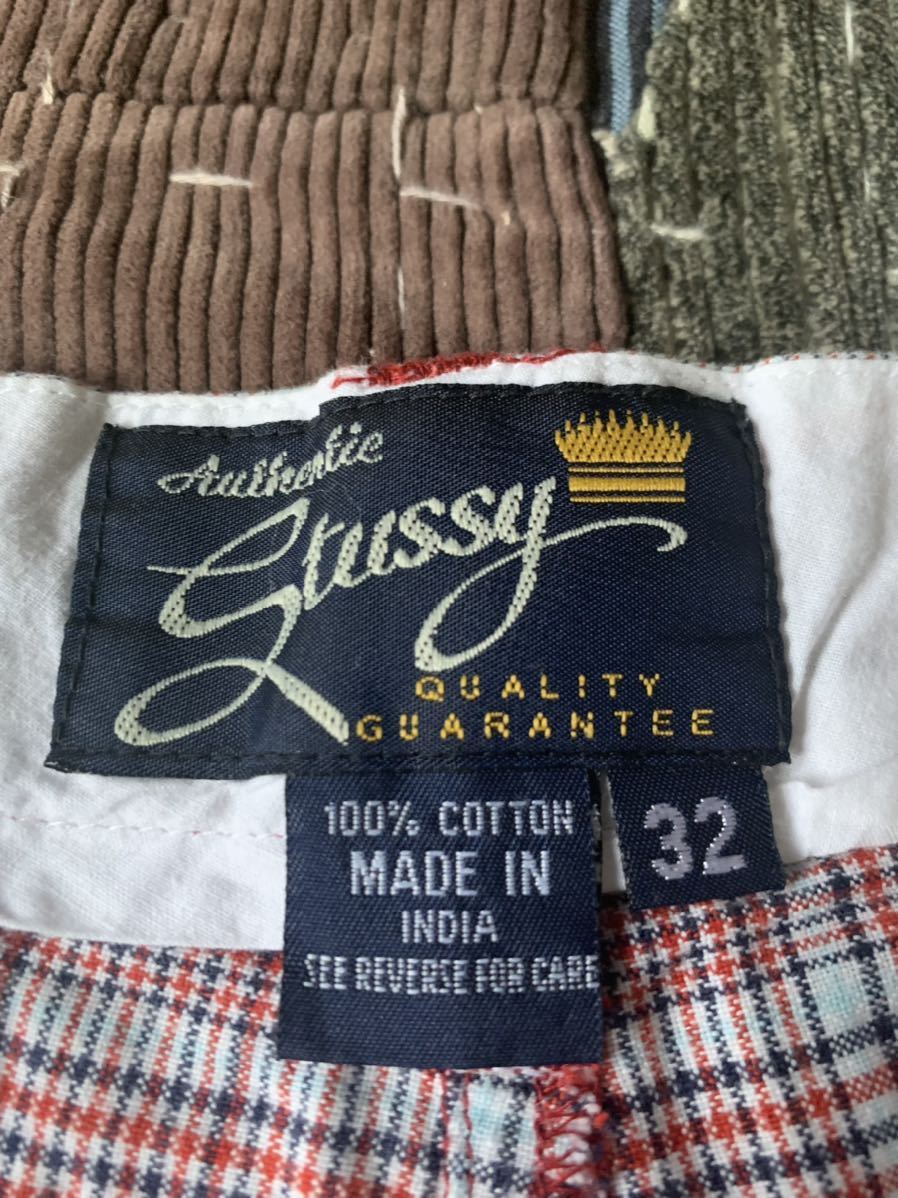 Authentic
Stussy
QUALITY
GUARANTEE
100% COTTON
MADE IN
INDIA
SEE REVERSE FOR CARE
32